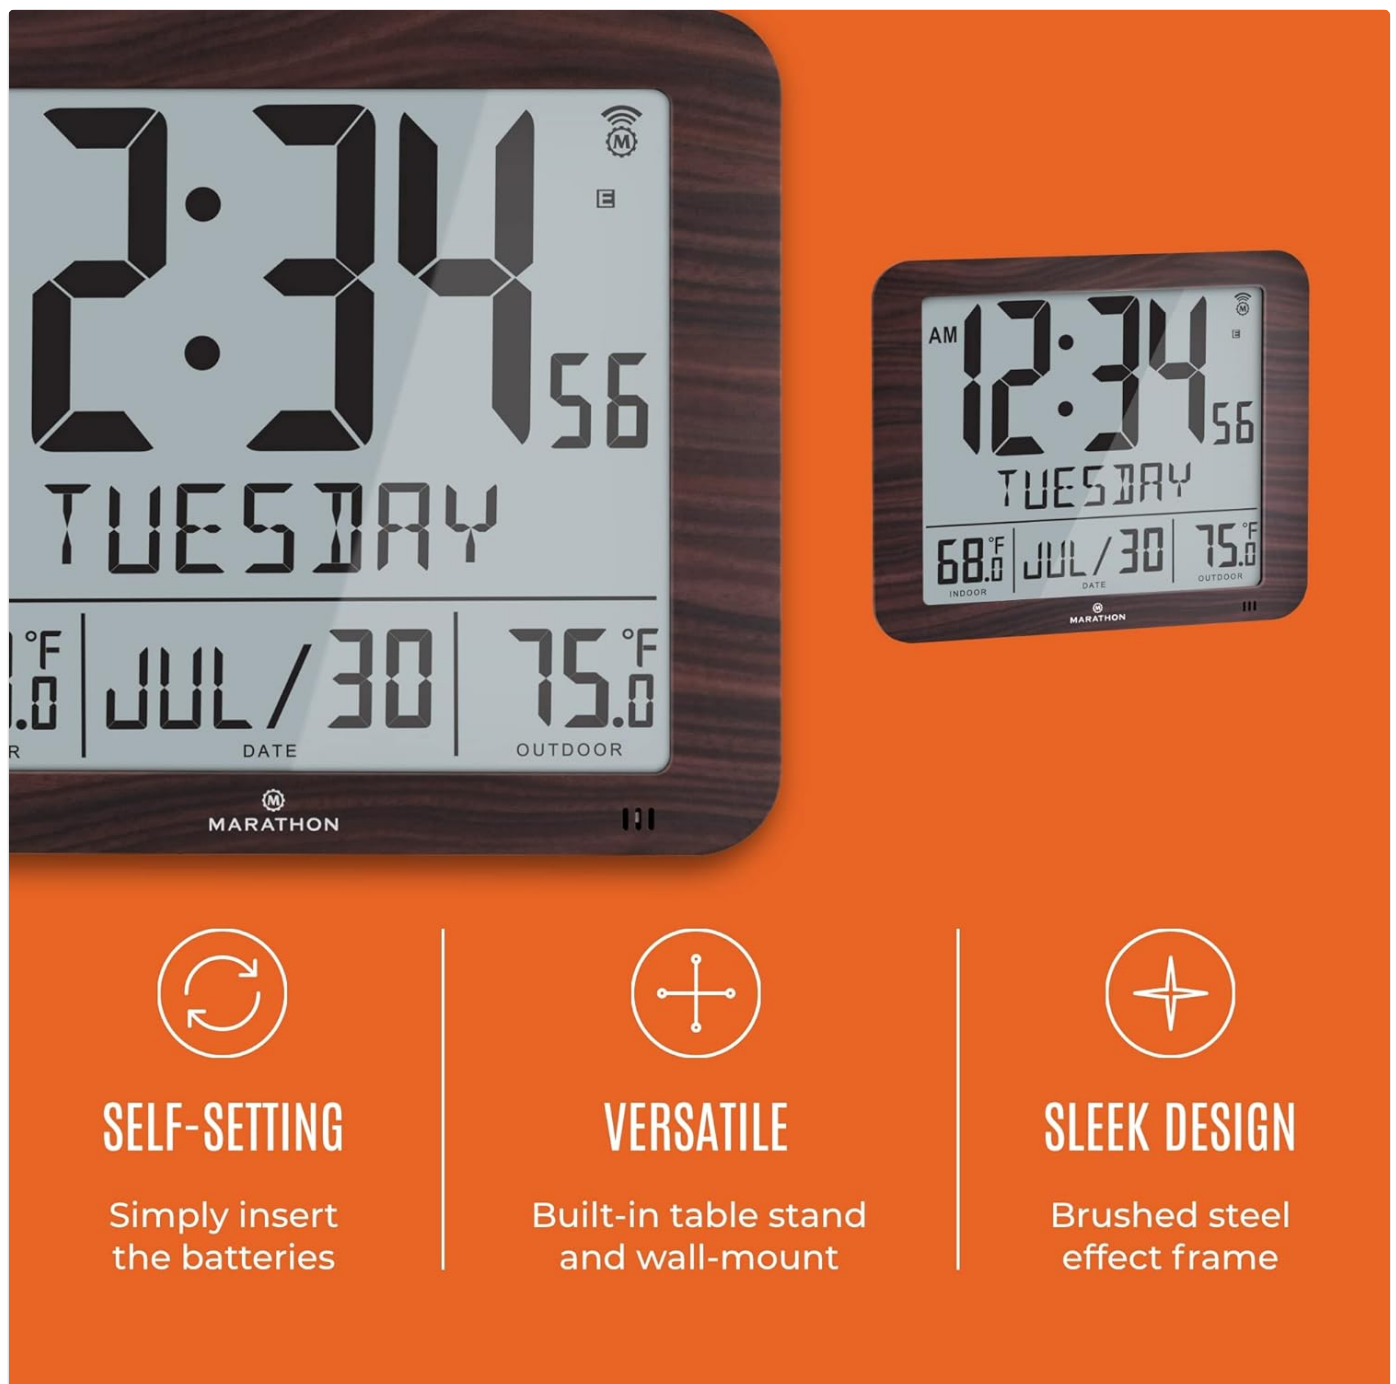 2:34 56
M
E
TUESDAY
°F
.0
R
JUL/30
DATE
75.0 °F
OUTDOOR
M
MARATHON
AM 12:34 56
M
E
TUESDAY
68.0 °F
INDOOR
JUL/30
DATE
75.0 °F
OUTDOOR
M
MARATHON
SELF-SETTING
Simply insert
the batteries
VERSATILE
Built-in table stand
and wall-mount
SLEEK DESIGN
Brushed steel
effect frame